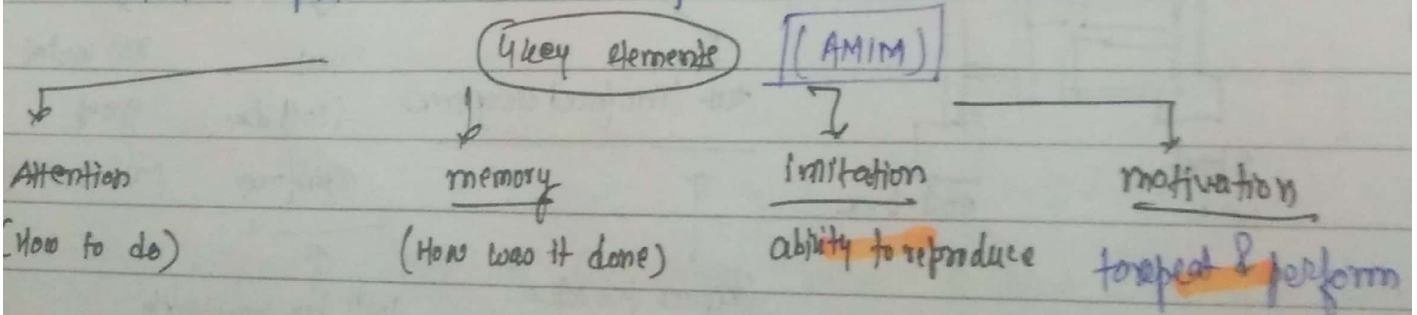 4 key elements (AMIM)
Attention memory imitation motivation
(How to do) (How was it done) ability to reproduce to repeat & perform